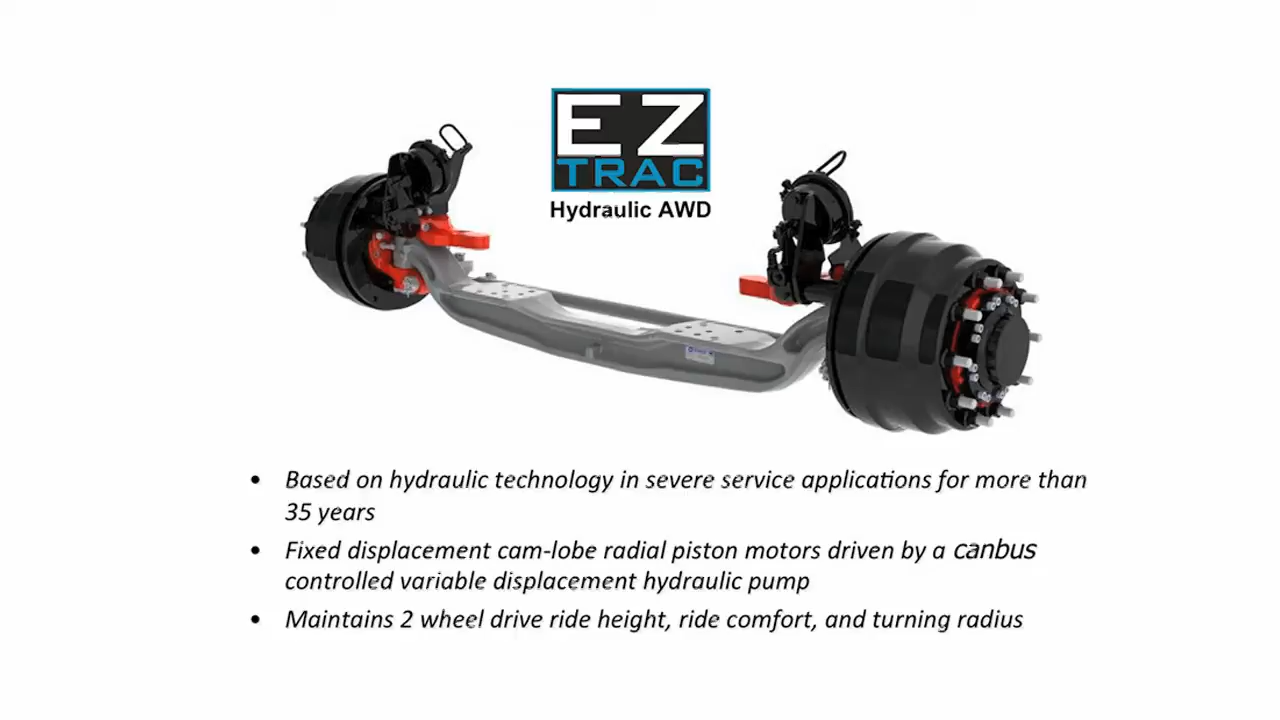 EZ
TRAC
Hydraulic AWD
• Based on hydraulic technology in severe service applications for more than
35 years
• Fixed displacement cam-lobe radial piston motors driven by a canbus
controlled variable displacement hydraulic pump
• Maintains 2 wheel drive ride height, ride comfort, and turning radius